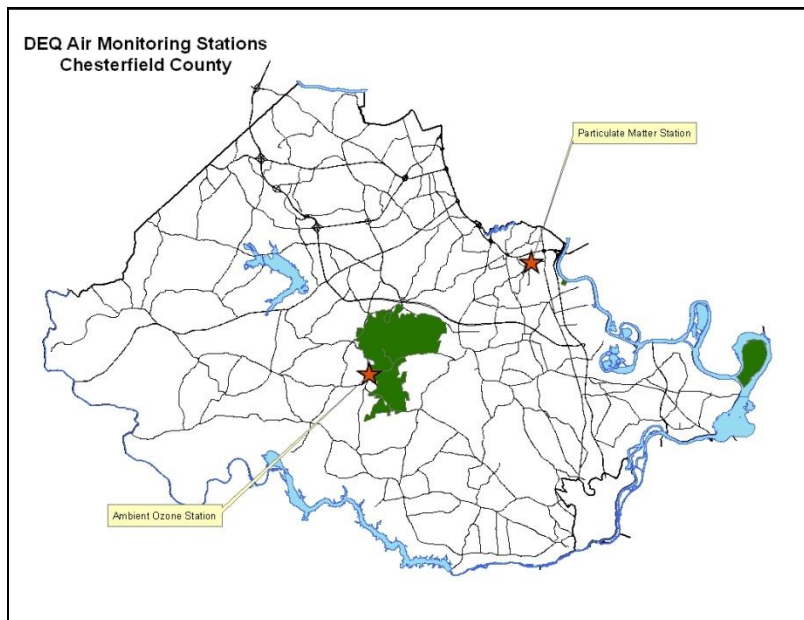 DEQ Air Monitoring Stations
Chesterfield County
Particulate Matter Station
Ambient Ozone Station